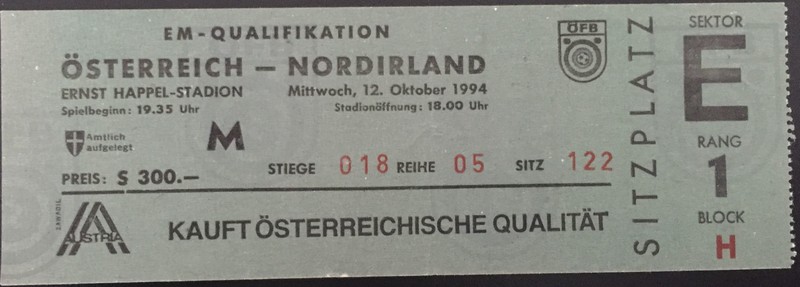 EM-QUALIFIKATION
ÖSTERREICH — NORDIRLAND
ERNST HAPPEL-STADION Mittwoch, 12. Oktober 1994
Spielbeginn: 19.35 Uhr Stadionöffnung: 18.00 Uhr
Amtlich
aufgelegt
M
STIEGE 018 REIHE 05 SITZ 122
PREIS: S 300.—
AUSTRIA
KAUFT ÖSTERREICHISCHE QUALITÄT
ÖFB
SITZPLATZ
SEKTOR
E
RANG
1
BLOCK
H